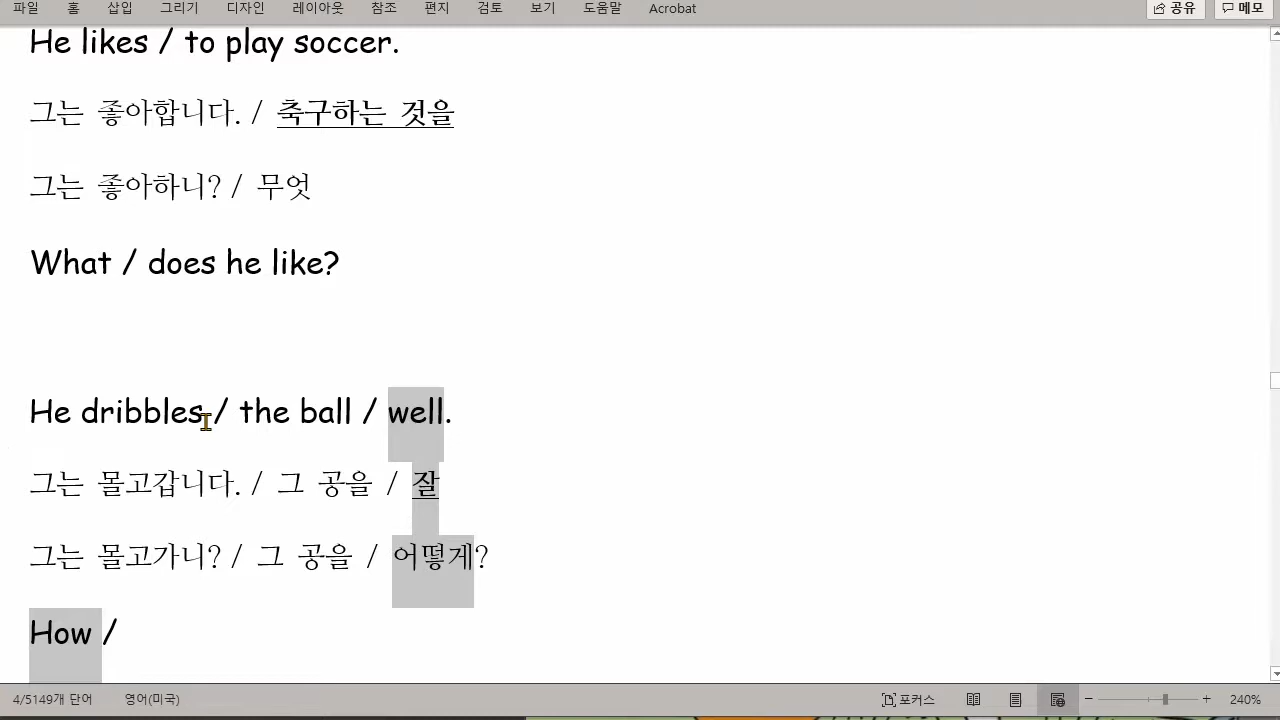 파일 홈 삽입 그리기 디자인 레이아웃 참조 편지 검토 보기 도움말 Acrobat 공유 메모
He likes / to play soccer.
그는 좋아합니다. / 축구하는 것을
그는 좋아하니? / 무엇
What / does he like?
He dribbles / the ball / well.
그는 몰고갑니다. / 그 공을 / 잘
그는 몰고가니? / 그 공을 / 어떻게?
How /
4/5149개 단어 영어(미국) 포커스 240%